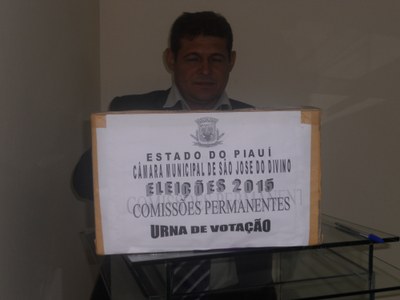 ESTADO DO PIAUÍ
CÂMARA MUNICIPAL DE SÃO JOSE DO DIVINO
ELEIÇÕES 2015
COMISSÕES PERMANENTES
URNA DE VOTAÇÃO